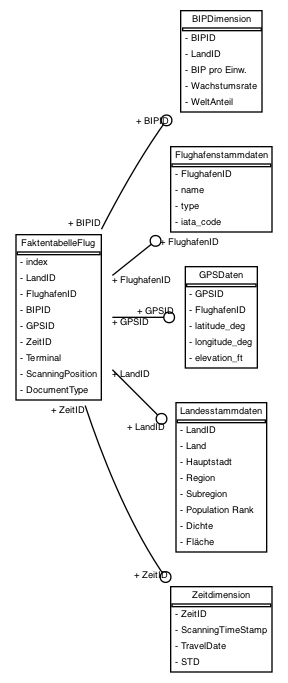 BIPDimension
- BIPID
- LandID
- BIP pro Einw.
- Wachstumsrate
- WeltAnteil
+ BIPID
Flughafenstammdaten
- FlughafenID
- name
- type
- iata_code
+ BIPID
FaktentabelleFlug
- index
- LandID
- FlughafenID
- BIPID
- GPSID
- ZeitID
- Terminal
- ScanningPosition
- DocumentType
+ FlughafenID
+ FlughafenID
GPSDaten
- GPSID
- FlughafenID
- latitude_deg
- longitude_deg
- elevation_ft
+ GPSID
+ GPSID
+ LandID
+ LandID
Landesstammdaten
- LandID
- Land
- Hauptstadt
- Region
- Subregion
- Population Rank
- Dichte
- Fläche
+ ZeitID
+ ZeitID
Zeitdimension
- ZeitID
- ScanningTimeStamp
- TravelDate
- STD